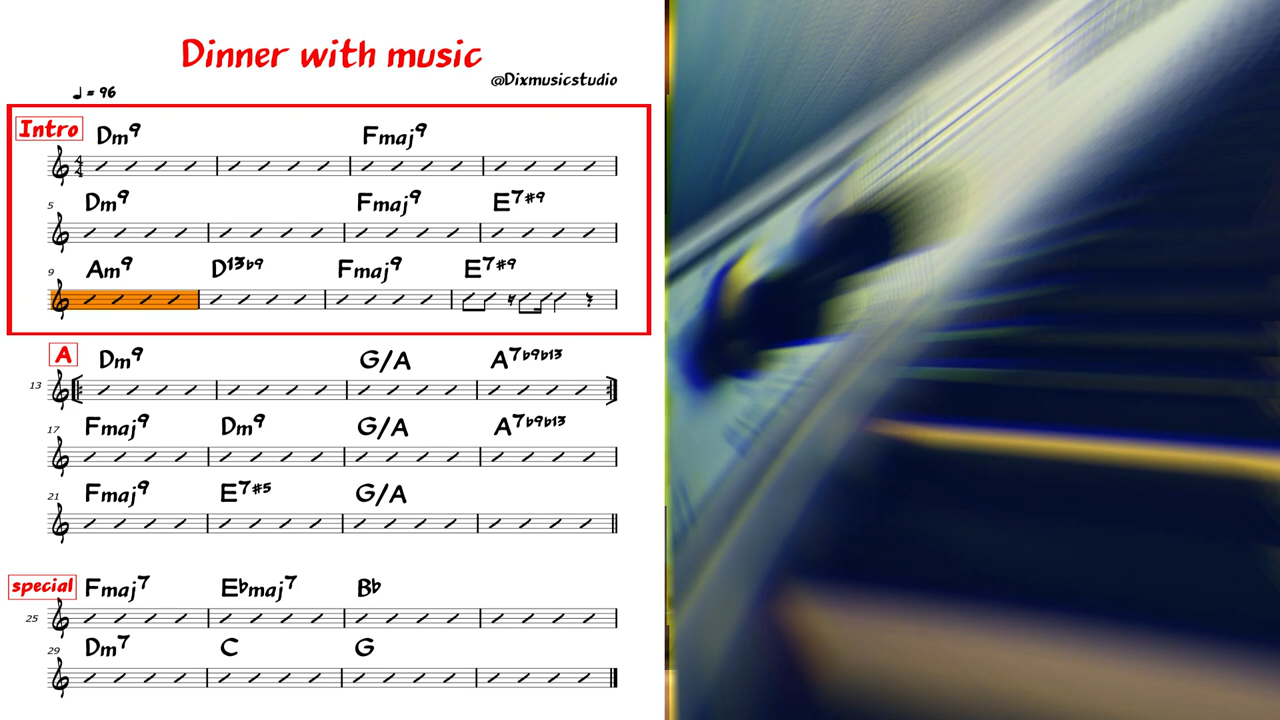 Dinner with music
@Dixmusicstudio
♩ = 96
Intro Dm9 Fmaj9
4/4
5 Dm9 Fmaj9 E7#9
9 Am9 D13b9 Fmaj9 E7#9
A Dm9 G/A A7b9b13
13
17 Fmaj9 Dm9 G/A A7b9b13
21 Fmaj9 E7#5 G/A
special Fmaj7 Ebmaj7 Bb
25
29 Dm7 C G